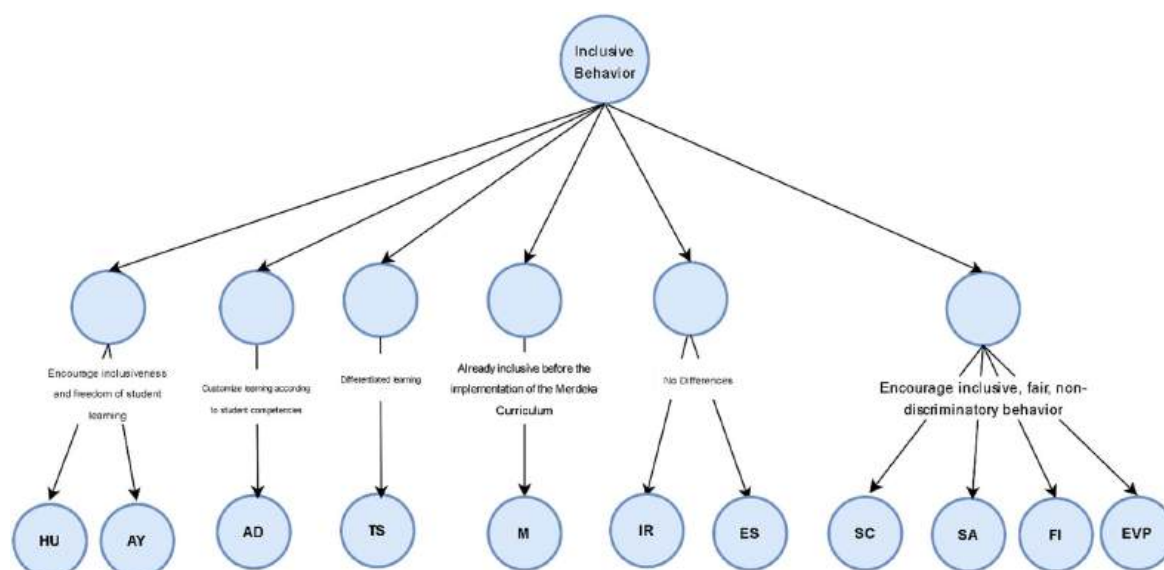 Inclusive
Behavior
Encourage inclusiveness
and freedom of student
learning
Customize learning according
to student competencies
Differentiated learning
Already inclusive before the
implementation of the Merdeka
Curriculum
No Differences
Encourage inclusive, fair, non-
discriminatory behavior
HU
AY
AD
TS
M
IR
ES
SC
SA
FI
EVP